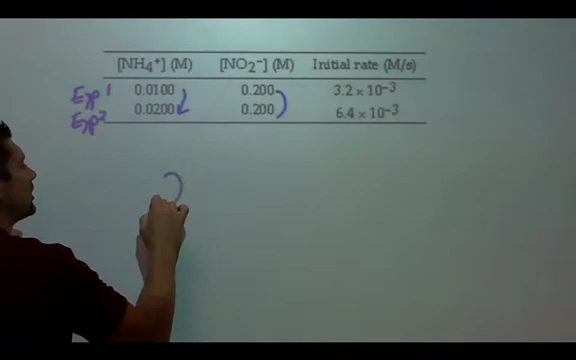 [NH₄⁺] (M) [NO₂⁻] (M) Initial rate (M/s)
Exp 1 0.0100 0.200 3.2 × 10⁻³
Exp 2 0.0200 0.200 6.4 × 10⁻³